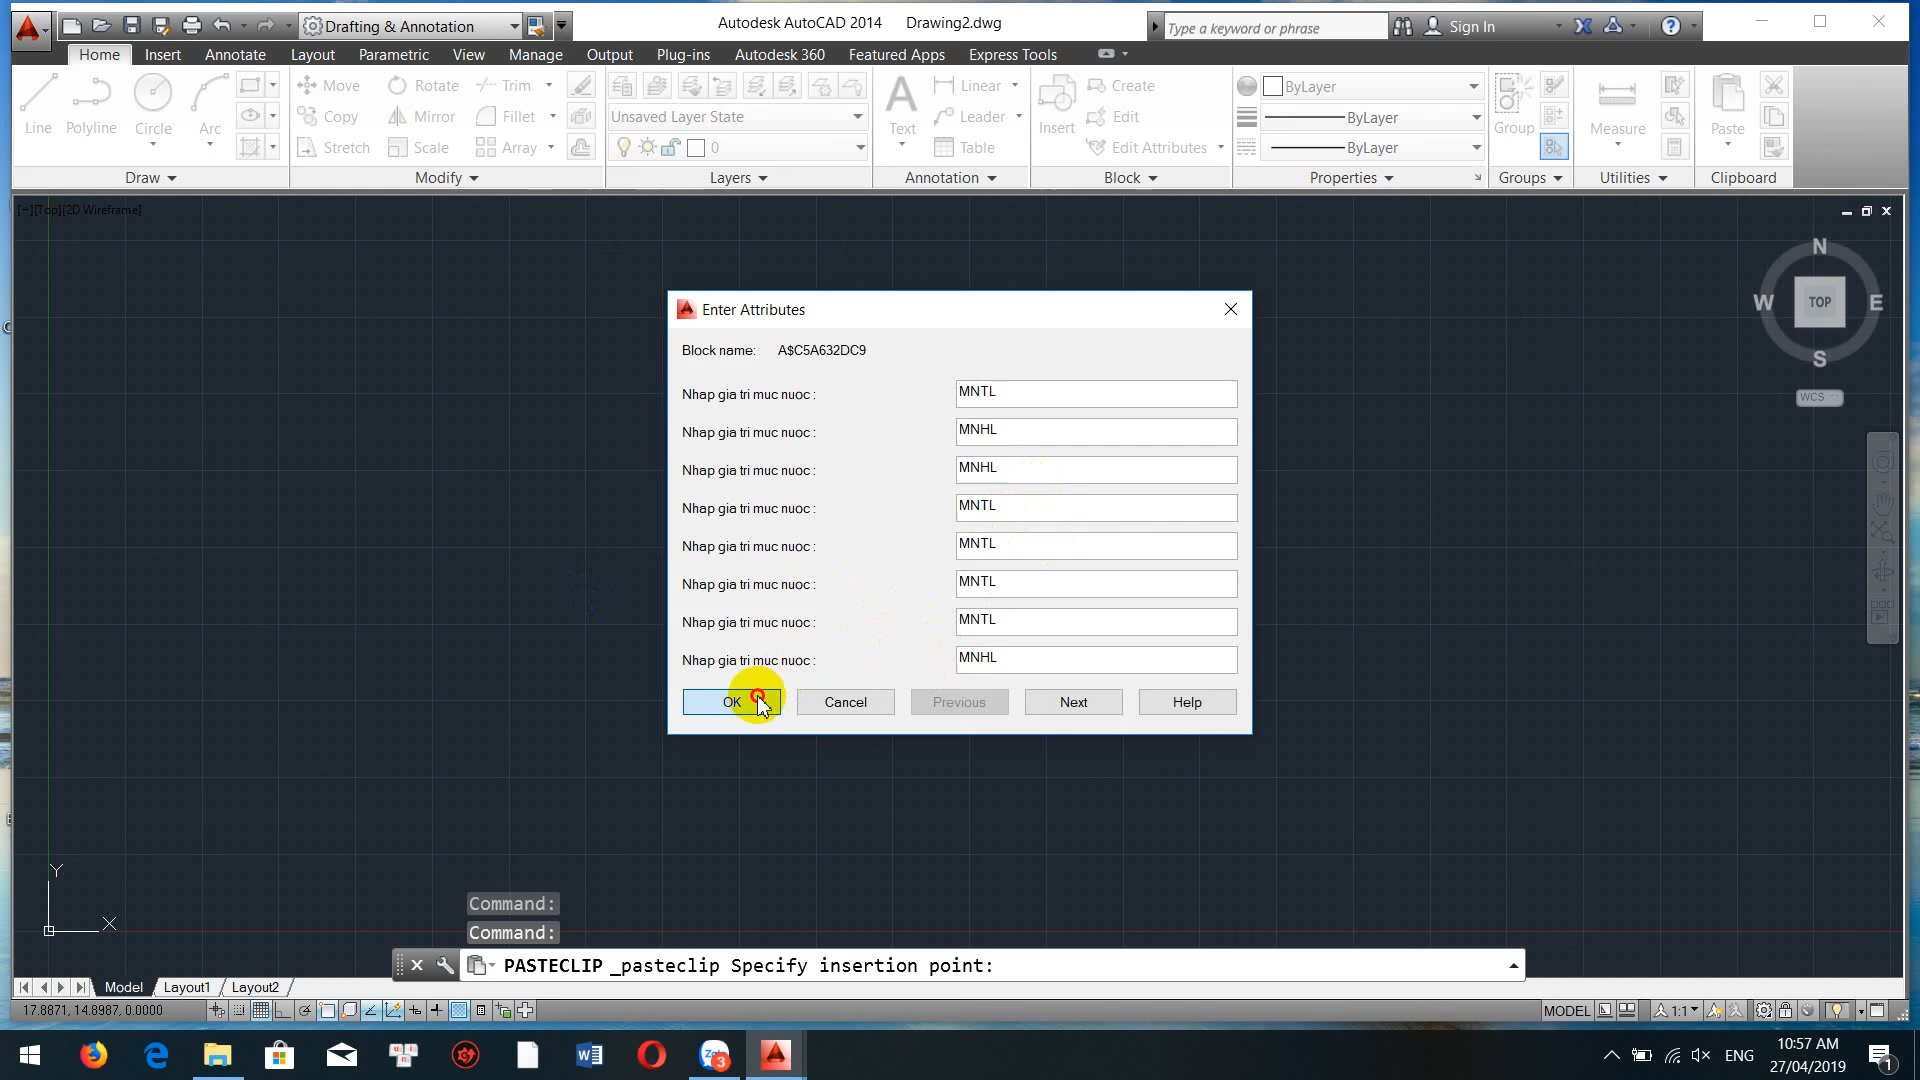 Drafting & Annotation
Autodesk AutoCAD 2014 Drawing2.dwg
Type a keyword or phrase
Sign In
Home Insert Annotate Layout Parametric View Manage Output Plug-ins Autodesk 360 Featured Apps Express Tools
Line Polyline Circle Arc
Move Rotate Trim
Copy Mirror Fillet
Stretch Scale Array
Unsaved Layer State
0
Text
Linear
Leader
Table
Insert
Create
Edit
Edit Attributes
ByLayer
ByLayer
ByLayer
Group
Measure
Paste
Draw Modify Layers Annotation Block Properties Groups Utilities Clipboard
[−][Top][2D Wireframe]
N
W TOP E
S
WCS
Enter Attributes
Block name: A$C5A632DC9
Nhap gia tri muc nuoc : MNTL
Nhap gia tri muc nuoc : MNHL
Nhap gia tri muc nuoc : MNHL
Nhap gia tri muc nuoc : MNTL
Nhap gia tri muc nuoc : MNTL
Nhap gia tri muc nuoc : MNTL
Nhap gia tri muc nuoc : MNTL
Nhap gia tri muc nuoc : MNHL
OK Cancel Previous Next Help
Y
X
Command:
Command:
PASTECLIP _pasteclip Specify insertion point:
Model Layout1 Layout2
17.8871, 14.8987, 0.0000
MODEL
1:1
3
ENG
10:57 AM
27/04/2019
1